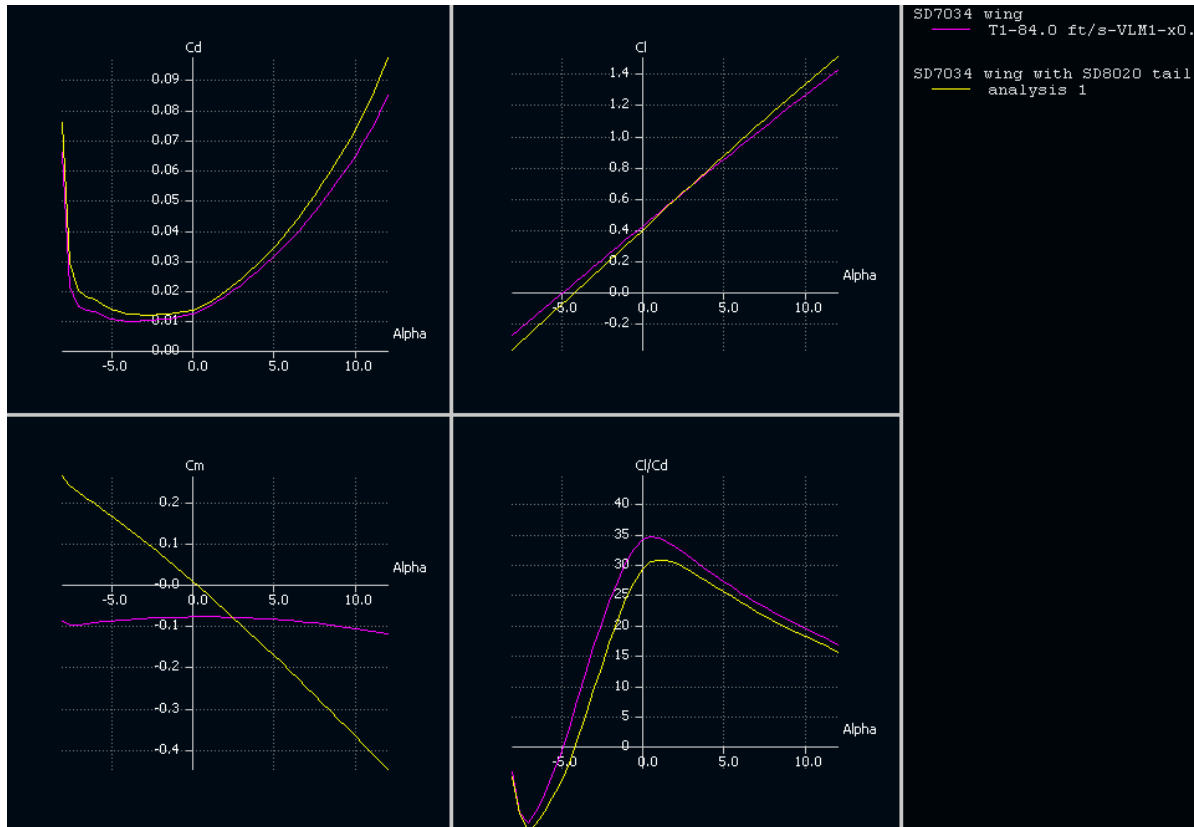 Cd
0.09
0.08
0.07
0.06
0.05
0.04
0.03
0.02
0.01
0.00
-5.0 0.0 5.0 10.0
Alpha
Cl
1.4
1.2
1.0
0.8
0.6
0.4
0.2
0.0
-0.2
-5.0 0.0 5.0 10.0
Alpha
SD7034 wing
T1-84.0 ft/s-VLM1-x0.
SD7034 wing with SD8020 tail
analysis 1
Cm
0.2
0.1
-0.0
-0.1
-0.2
-0.3
-0.4
-5.0 0.0 5.0 10.0
Alpha
Cl/Cd
40
35
30
25
20
15
10
5
0
-5.0 0.0 5.0 10.0
Alpha